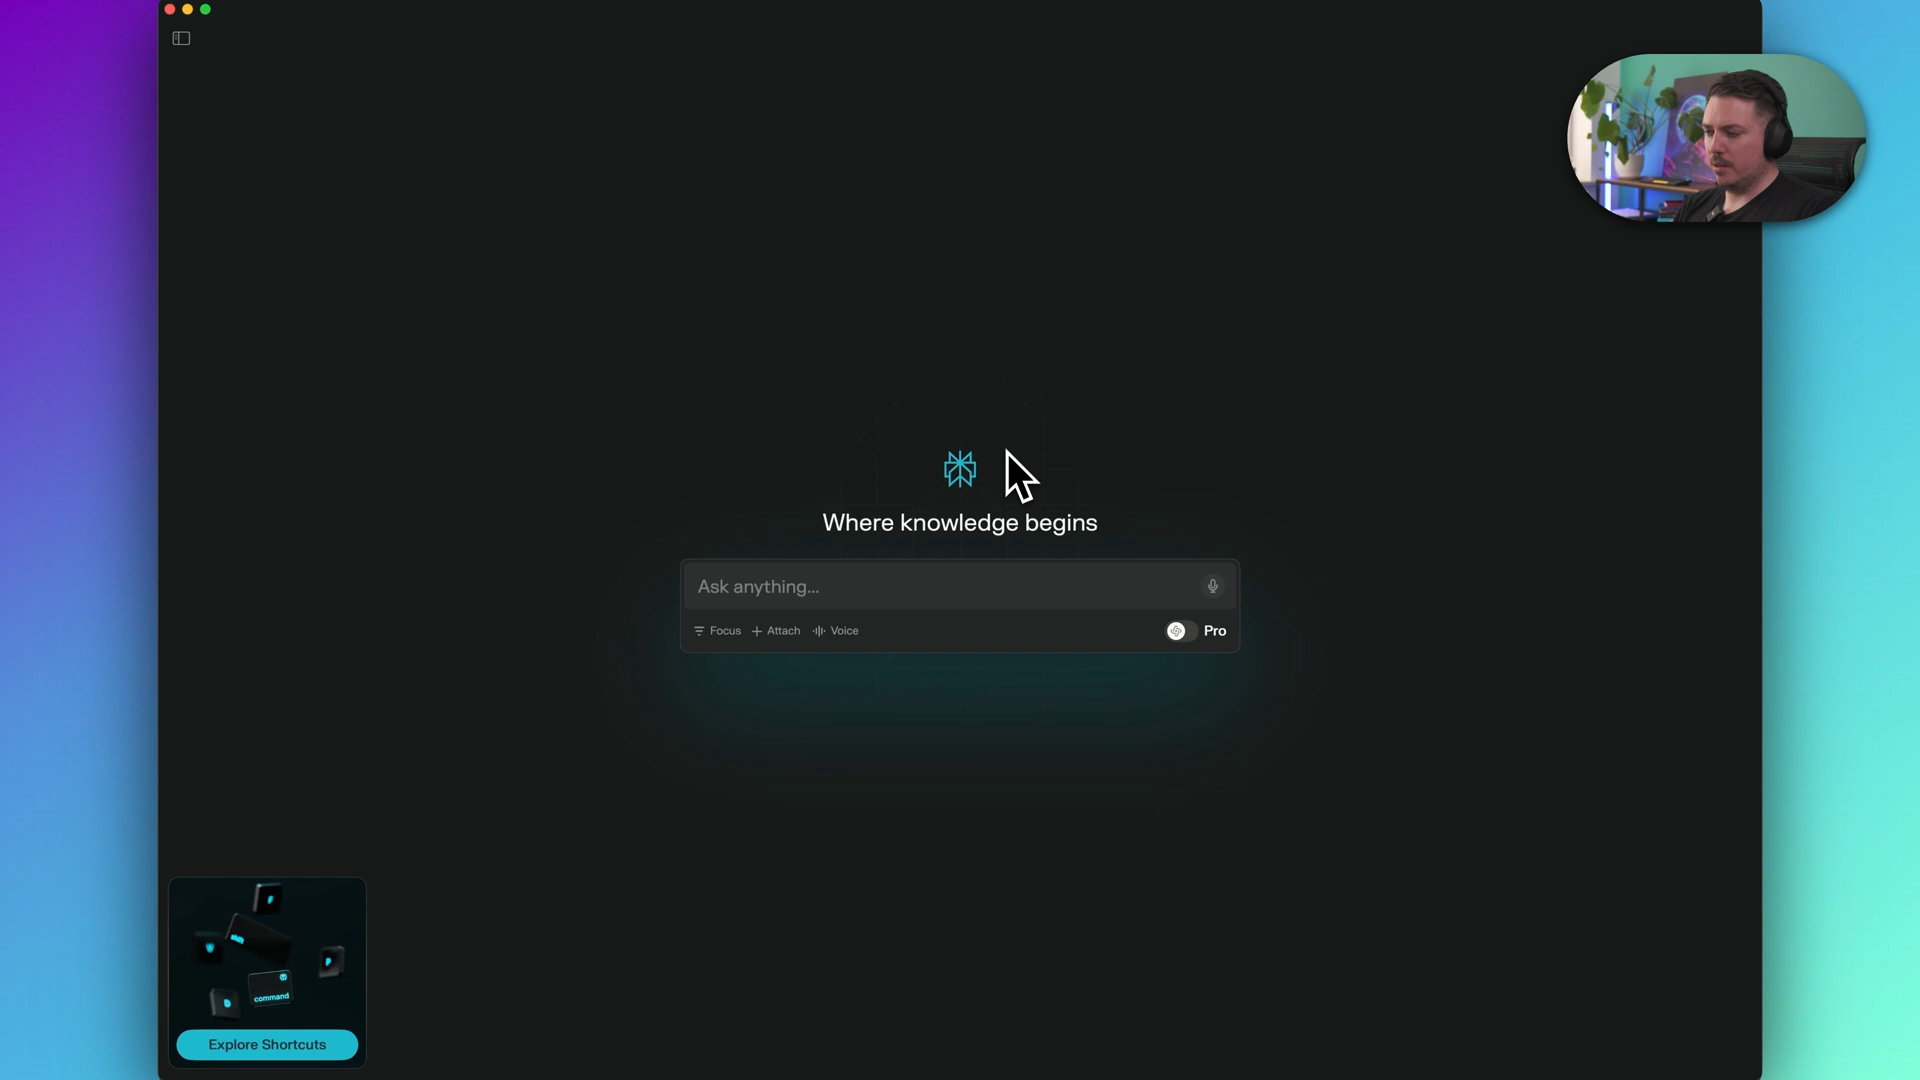 Where knowledge begins
Ask anything...
Focus
Attach
Voice
Pro
command
Explore Shortcuts